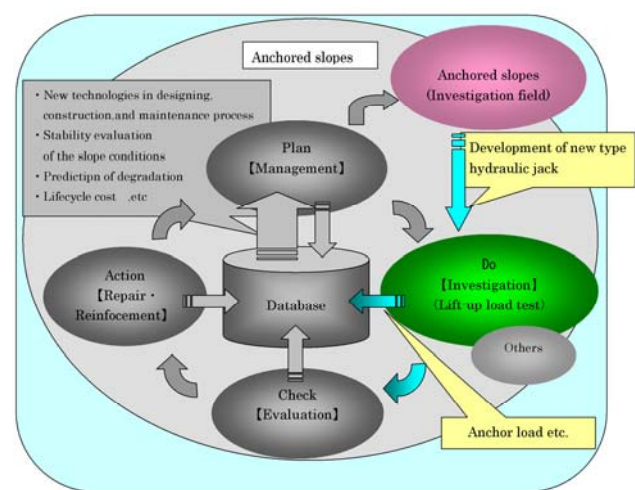 Anchored slopes
Anchored slopes
(Investigation field)
・New technologies in designing,
construction,and maintenance process
・Stability evaluation
of the slope conditions
・Predictipn of degradation
・Lifecycle cost ,etc
Plan
【Management】
Development of new type
hydraulic jack
Do
【Investigation】
(Lift-up load test)
Others
Action
【Repair・
Reinfocement】
Database
Check
【Evaluation】
Anchor load etc.